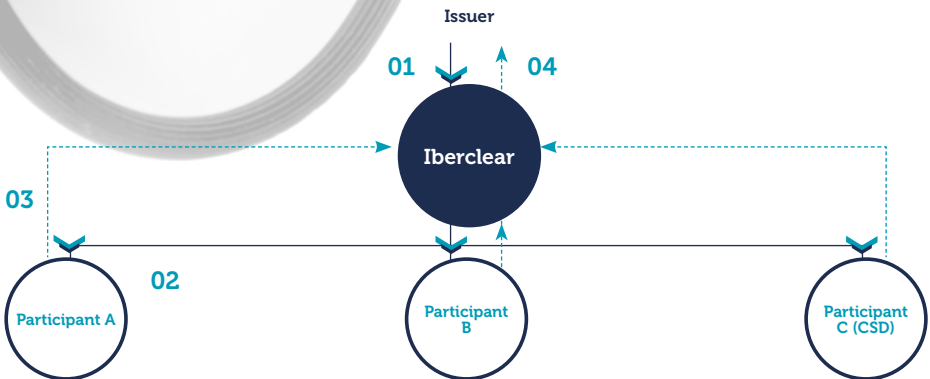 Issuer
01
04
Iberclear
03
02
Participant A
Participant
B
Participant
C (CSD)